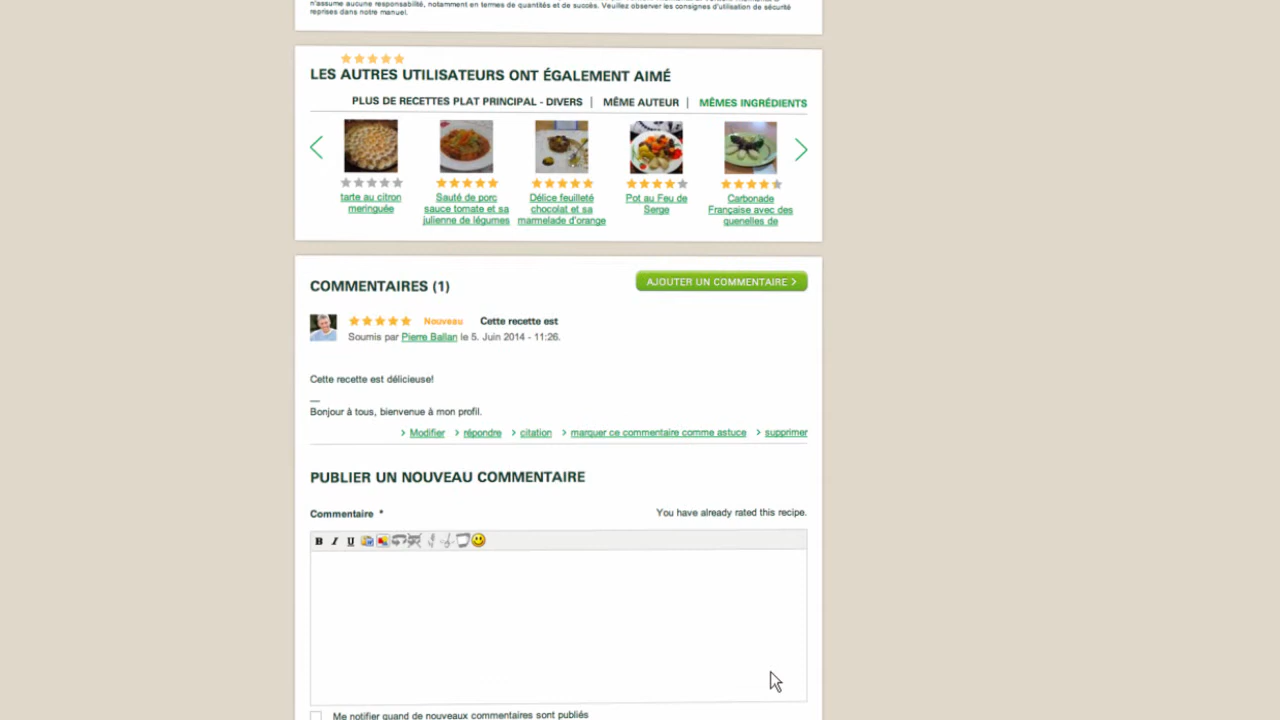 n'assume aucune responsabilité, notamment en termes de quantités et de succès. Veuillez observer les consignes d'utilisation de sécurité
reprises dans notre manuel.
LES AUTRES UTILISATEURS ONT ÉGALEMENT AIMÉ
PLUS DE RECETTES PLAT PRINCIPAL - DIVERS | MÊME AUTEUR | MÊMES INGRÉDIENTS
tarte au citron
meringuée
Sauté de porc
sauce tomate et sa
julienne de légumes
Délice feuilleté
chocolat et sa
marmelade d'orange
Pot au Feu de
Serge
Carbonade
Française avec des
quenelles de
COMMENTAIRES (1)
AJOUTER UN COMMENTAIRE >
Nouveau Cette recette est
Soumis par Pierre Ballan le 5. Juin 2014 - 11:26.
Cette recette est délicieuse!
—
Bonjour à tous, bienvenue à mon profil.
> Modifier > répondre > citation > marquer ce commentaire comme astuce > supprimer
PUBLIER UN NOUVEAU COMMENTAIRE
Commentaire *
You have already rated this recipe.
B I U
Me notifier quand de nouveaux commentaires sont publiés